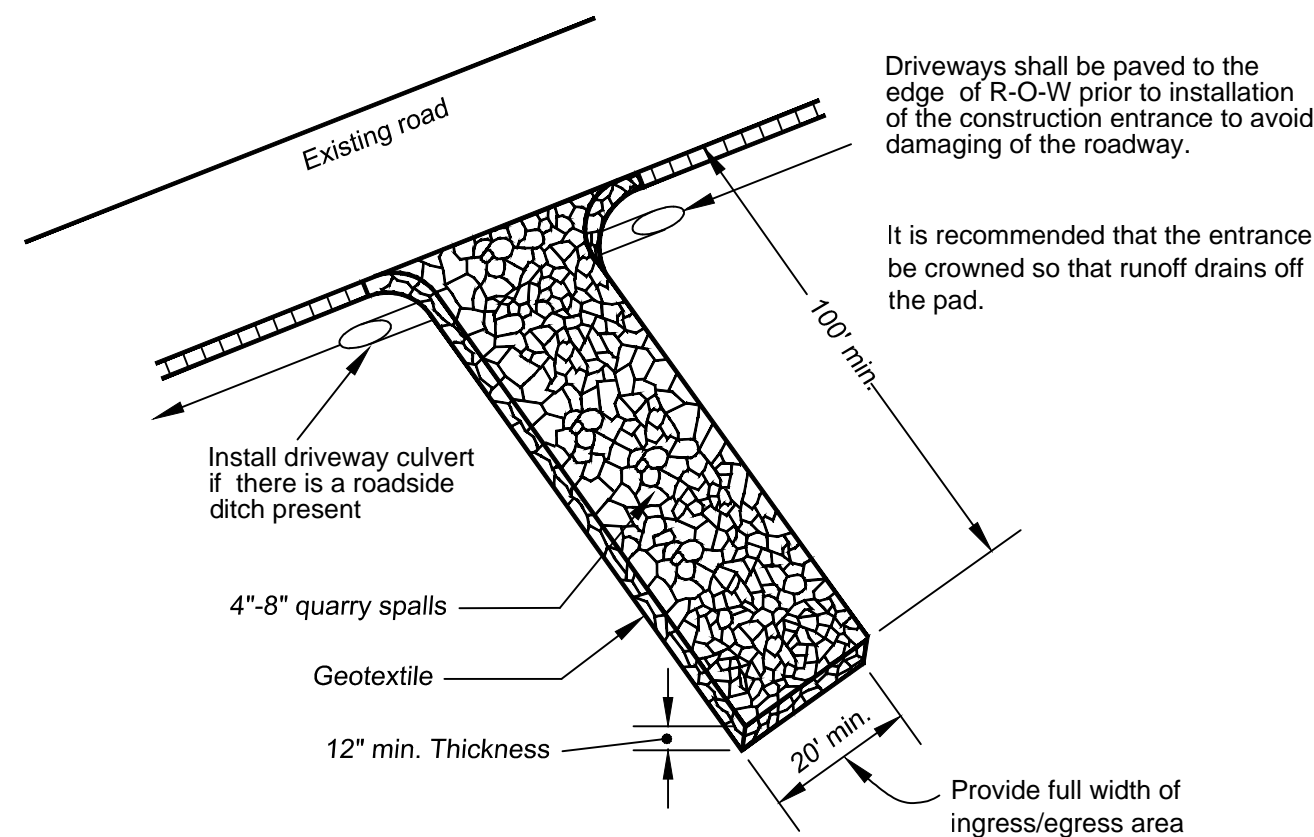 Existing road
Driveways shall be paved to the
edge of R-O-W prior to installation
of the construction entrance to avoid
damaging of the roadway.
It is recommended that the entrance
be crowned so that runoff drains off
the pad.
100' min.
Install driveway culvert
if there is a roadside
ditch present
4"-8" quarry spalls
Geotextile
12" min. Thickness
20' min.
Provide full width of
ingress/egress area